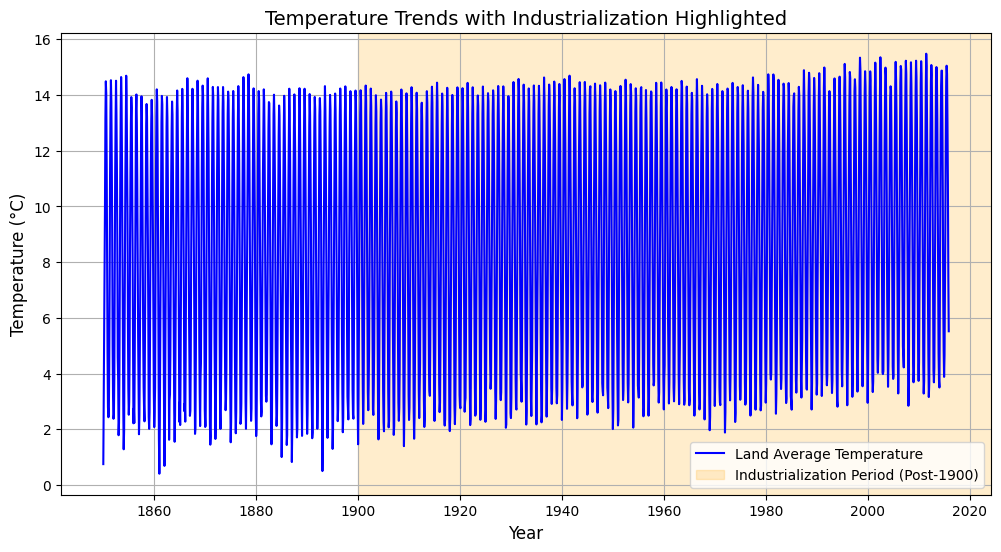 Temperature Trends with Industrialization Highlighted
Temperature (°C)
16
14
12
10
8
6
4
2
0
1860 1880 1900 1920 1940 1960 1980 2000 2020
Year
Land Average Temperature
Industrialization Period (Post-1900)